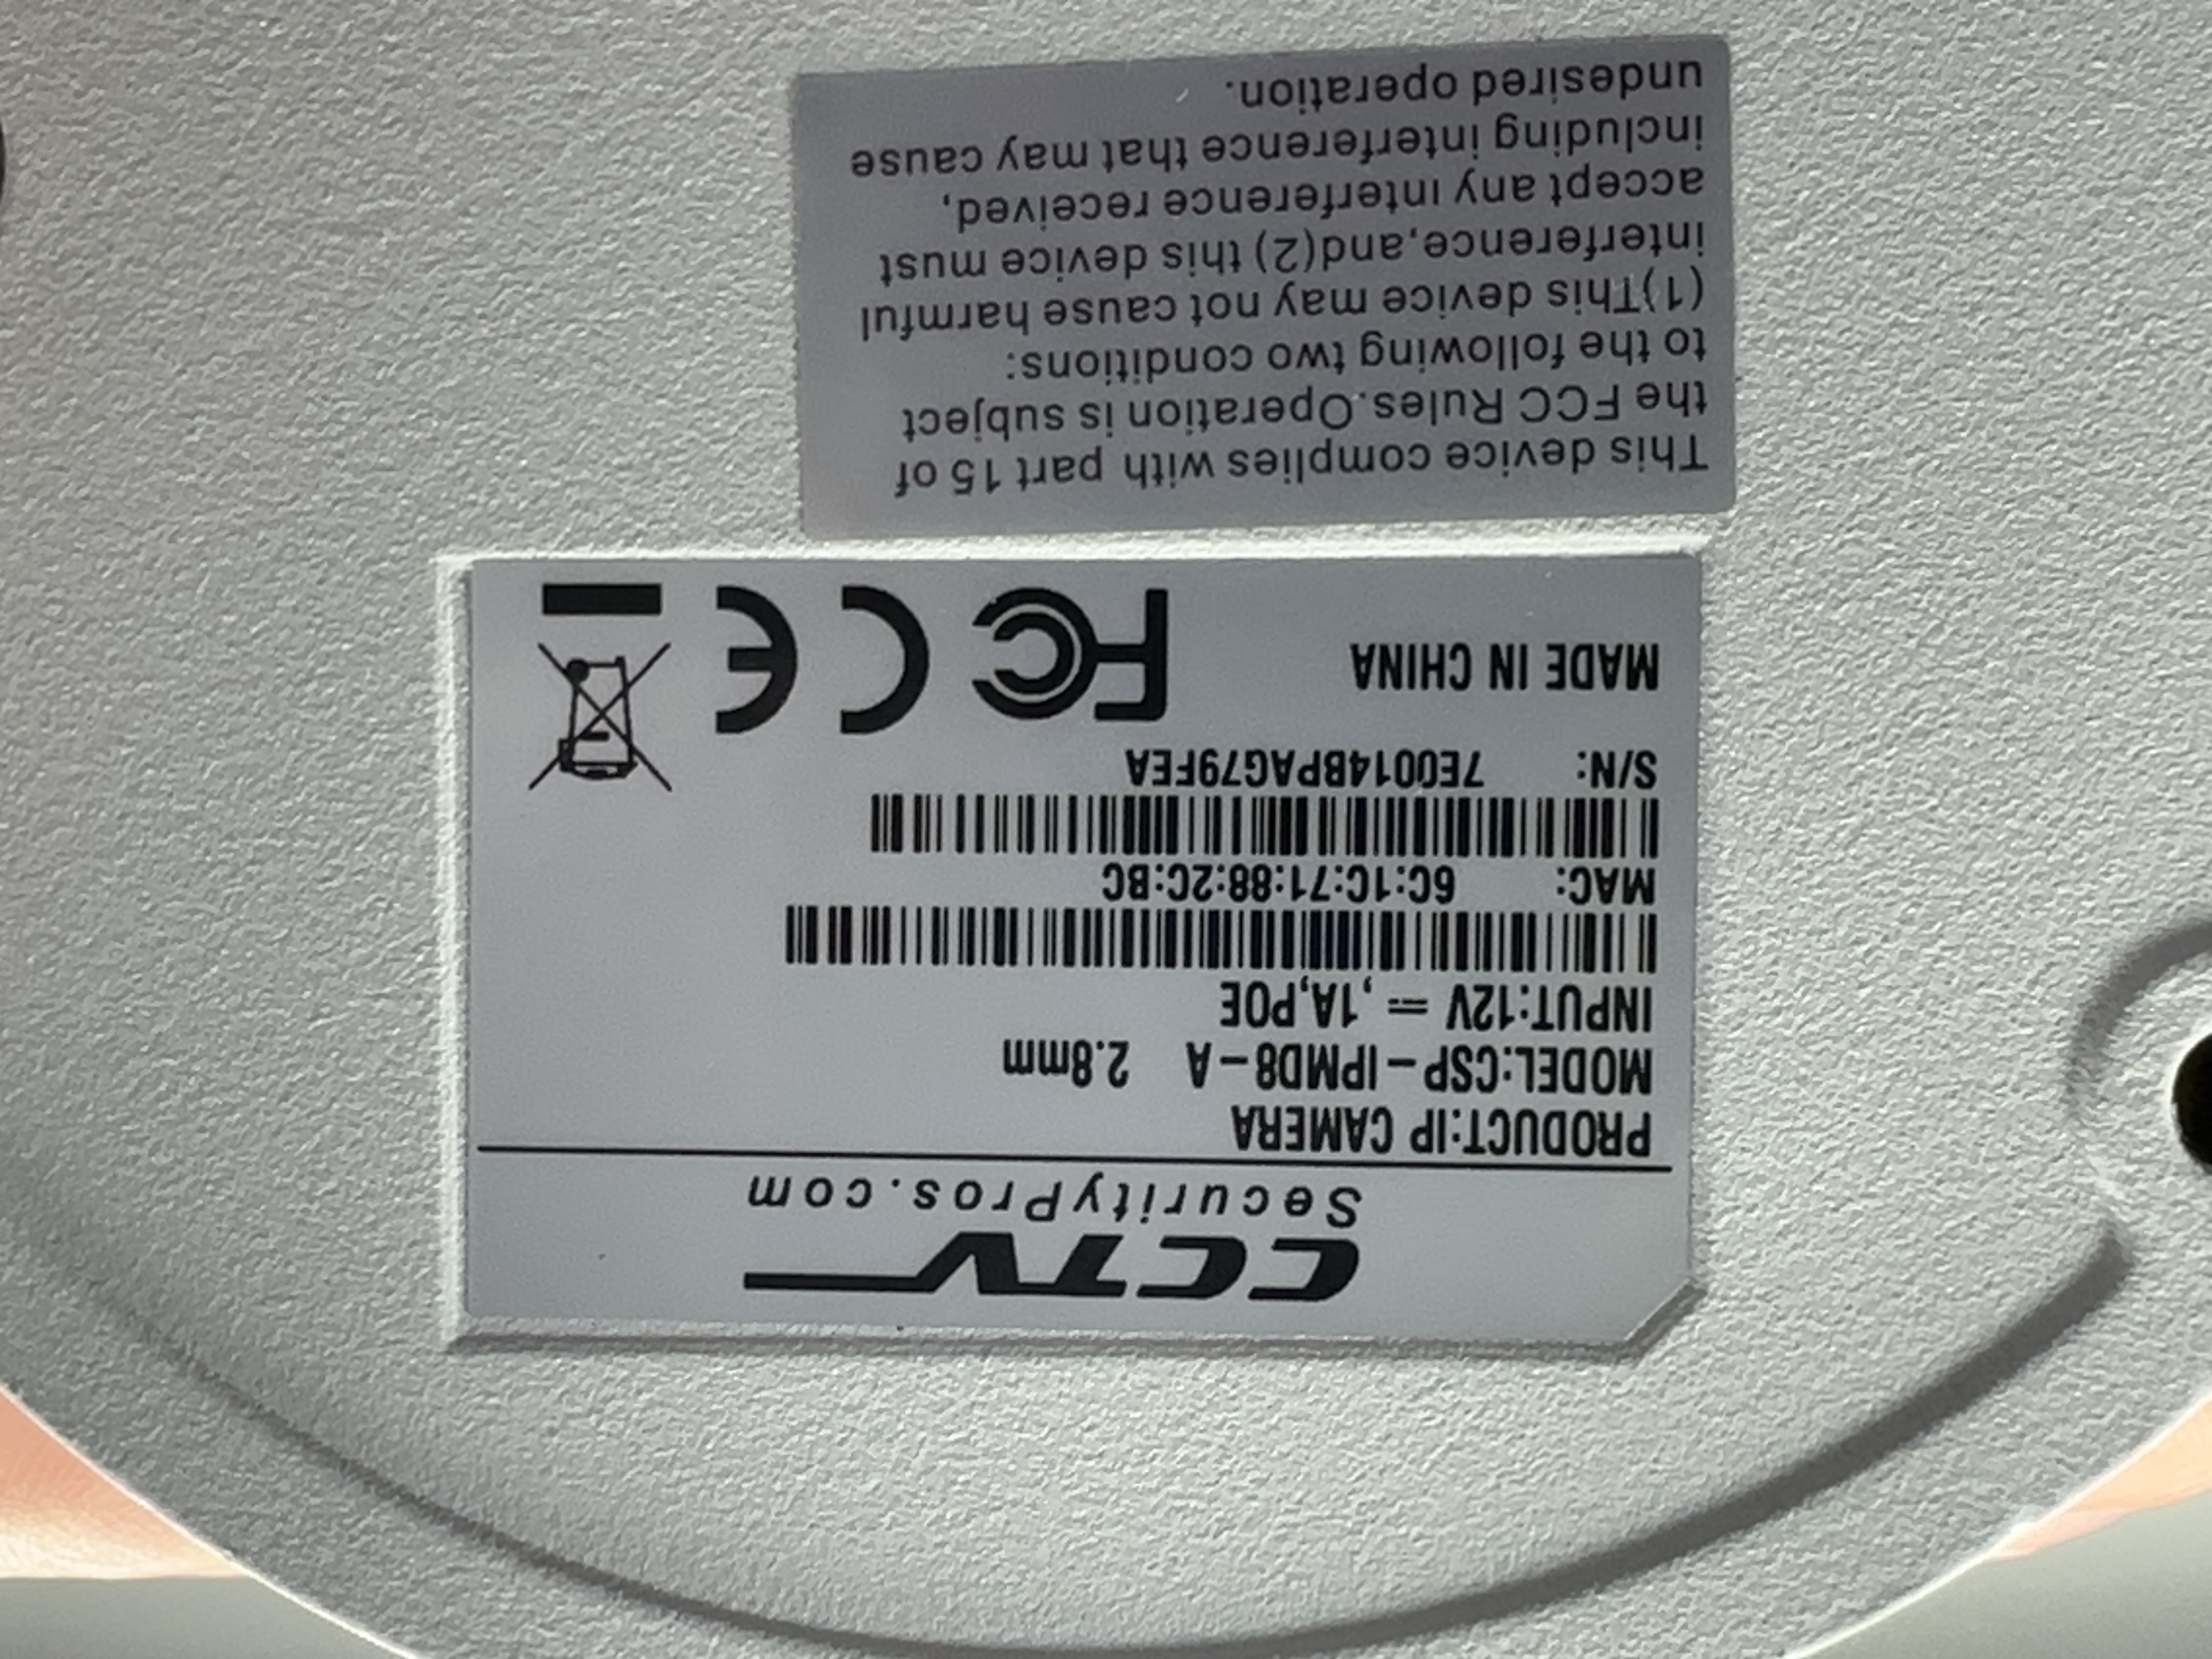 CCTV
SecurityPros.com
PRODUCT:IP CAMERA
MODEL:CSP-IPMD8-A 2.8mm
INPUT:12V ⎓,1A,POE
MAC: 6C:1C:71:88:2C:BC
S/N: 7E0014BPAG79FEA
MADE IN CHINA
FC CE
This device complies with part 15 of
the FCC Rules.Operation is subject
to the following two conditions:
(1)This device may not cause harmful
interference,and(2) this device must
accept any interference received,
including interference that may cause
undesired operation.